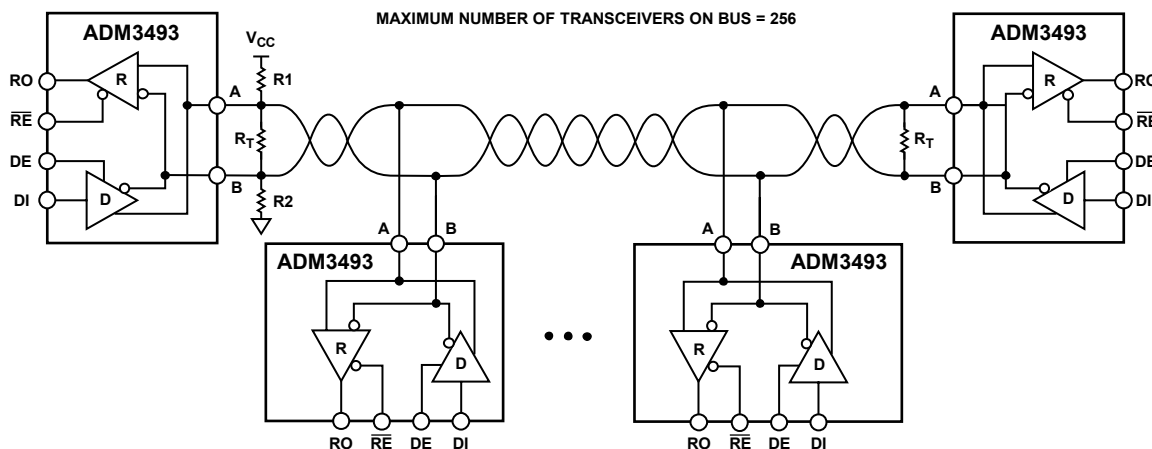 MAXIMUM NUMBER OF TRANSCEIVERS ON BUS = 256
ADM3493
RO
RE
DE
DI
R
D
A
B
VCC
R1
RT
R2
A
B
RT
ADM3493
R
D
RO
RE
DE
DI
A
B
ADM3493
R
D
RO
RE
DE
DI
• • •
A
B
ADM3493
R
D
RO
RE
DE
DI